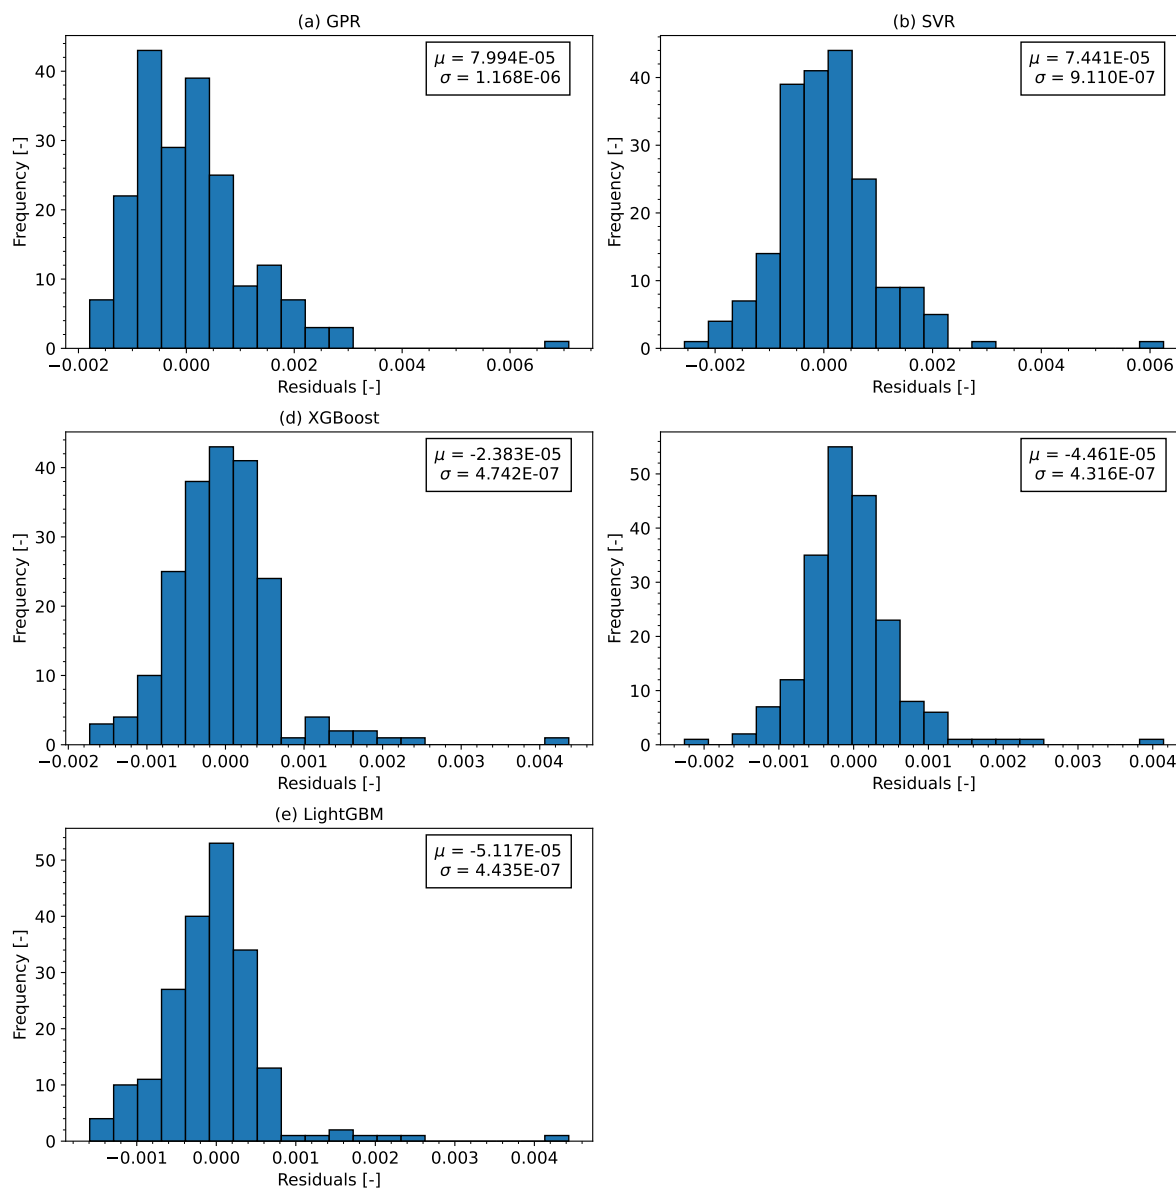 (a) GPR
μ = 7.994E-05
σ = 1.168E-06
40
30
20
10
0
Frequency [-]
−0.002 0.000 0.002 0.004 0.006
Residuals [-]
(b) SVR
μ = 7.441E-05
σ = 9.110E-07
40
30
20
10
0
Frequency [-]
−0.002 0.000 0.002 0.004 0.006
Residuals [-]
(d) XGBoost
μ = -2.383E-05
σ = 4.742E-07
40
30
20
10
0
Frequency [-]
−0.002 −0.001 0.000 0.001 0.002 0.003 0.004
Residuals [-]
μ = -4.461E-05
σ = 4.316E-07
50
40
30
20
10
0
Frequency [-]
−0.002 −0.001 0.000 0.001 0.002 0.003 0.004
Residuals [-]
(e) LightGBM
μ = -5.117E-05
σ = 4.435E-07
50
40
30
20
10
0
Frequency [-]
−0.001 0.000 0.001 0.002 0.003 0.004
Residuals [-]